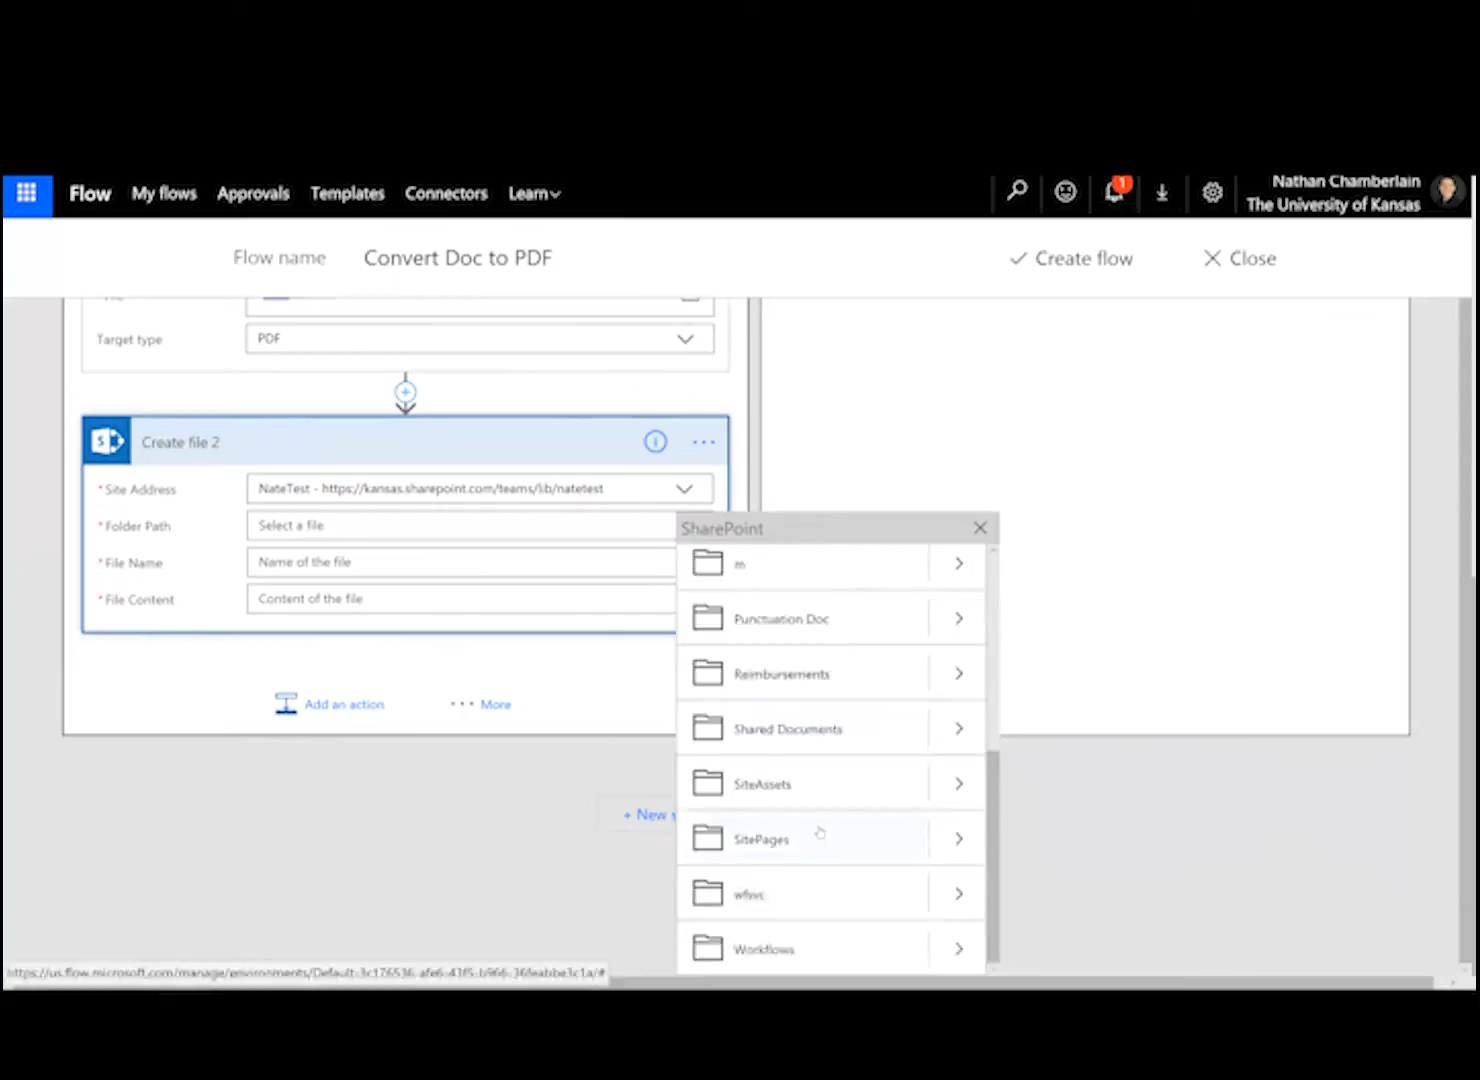 Flow My flows Approvals Templates Connectors Learn
1
Nathan Chamberlain
The University of Kansas
Flow name Convert Doc to PDF Create flow Close
Target type PDF
Create file 2
* Site Address NateTest - https://kansas.sharepoint.com/teams/lib/natetest
* Folder Path Select a file
* File Name Name of the file
* File Content Content of the file
Add an action More
+ New
SharePoint
m
Punctuation Doc
Reimbursements
Shared Documents
SiteAssets
SitePages
wfsvc
Workflows